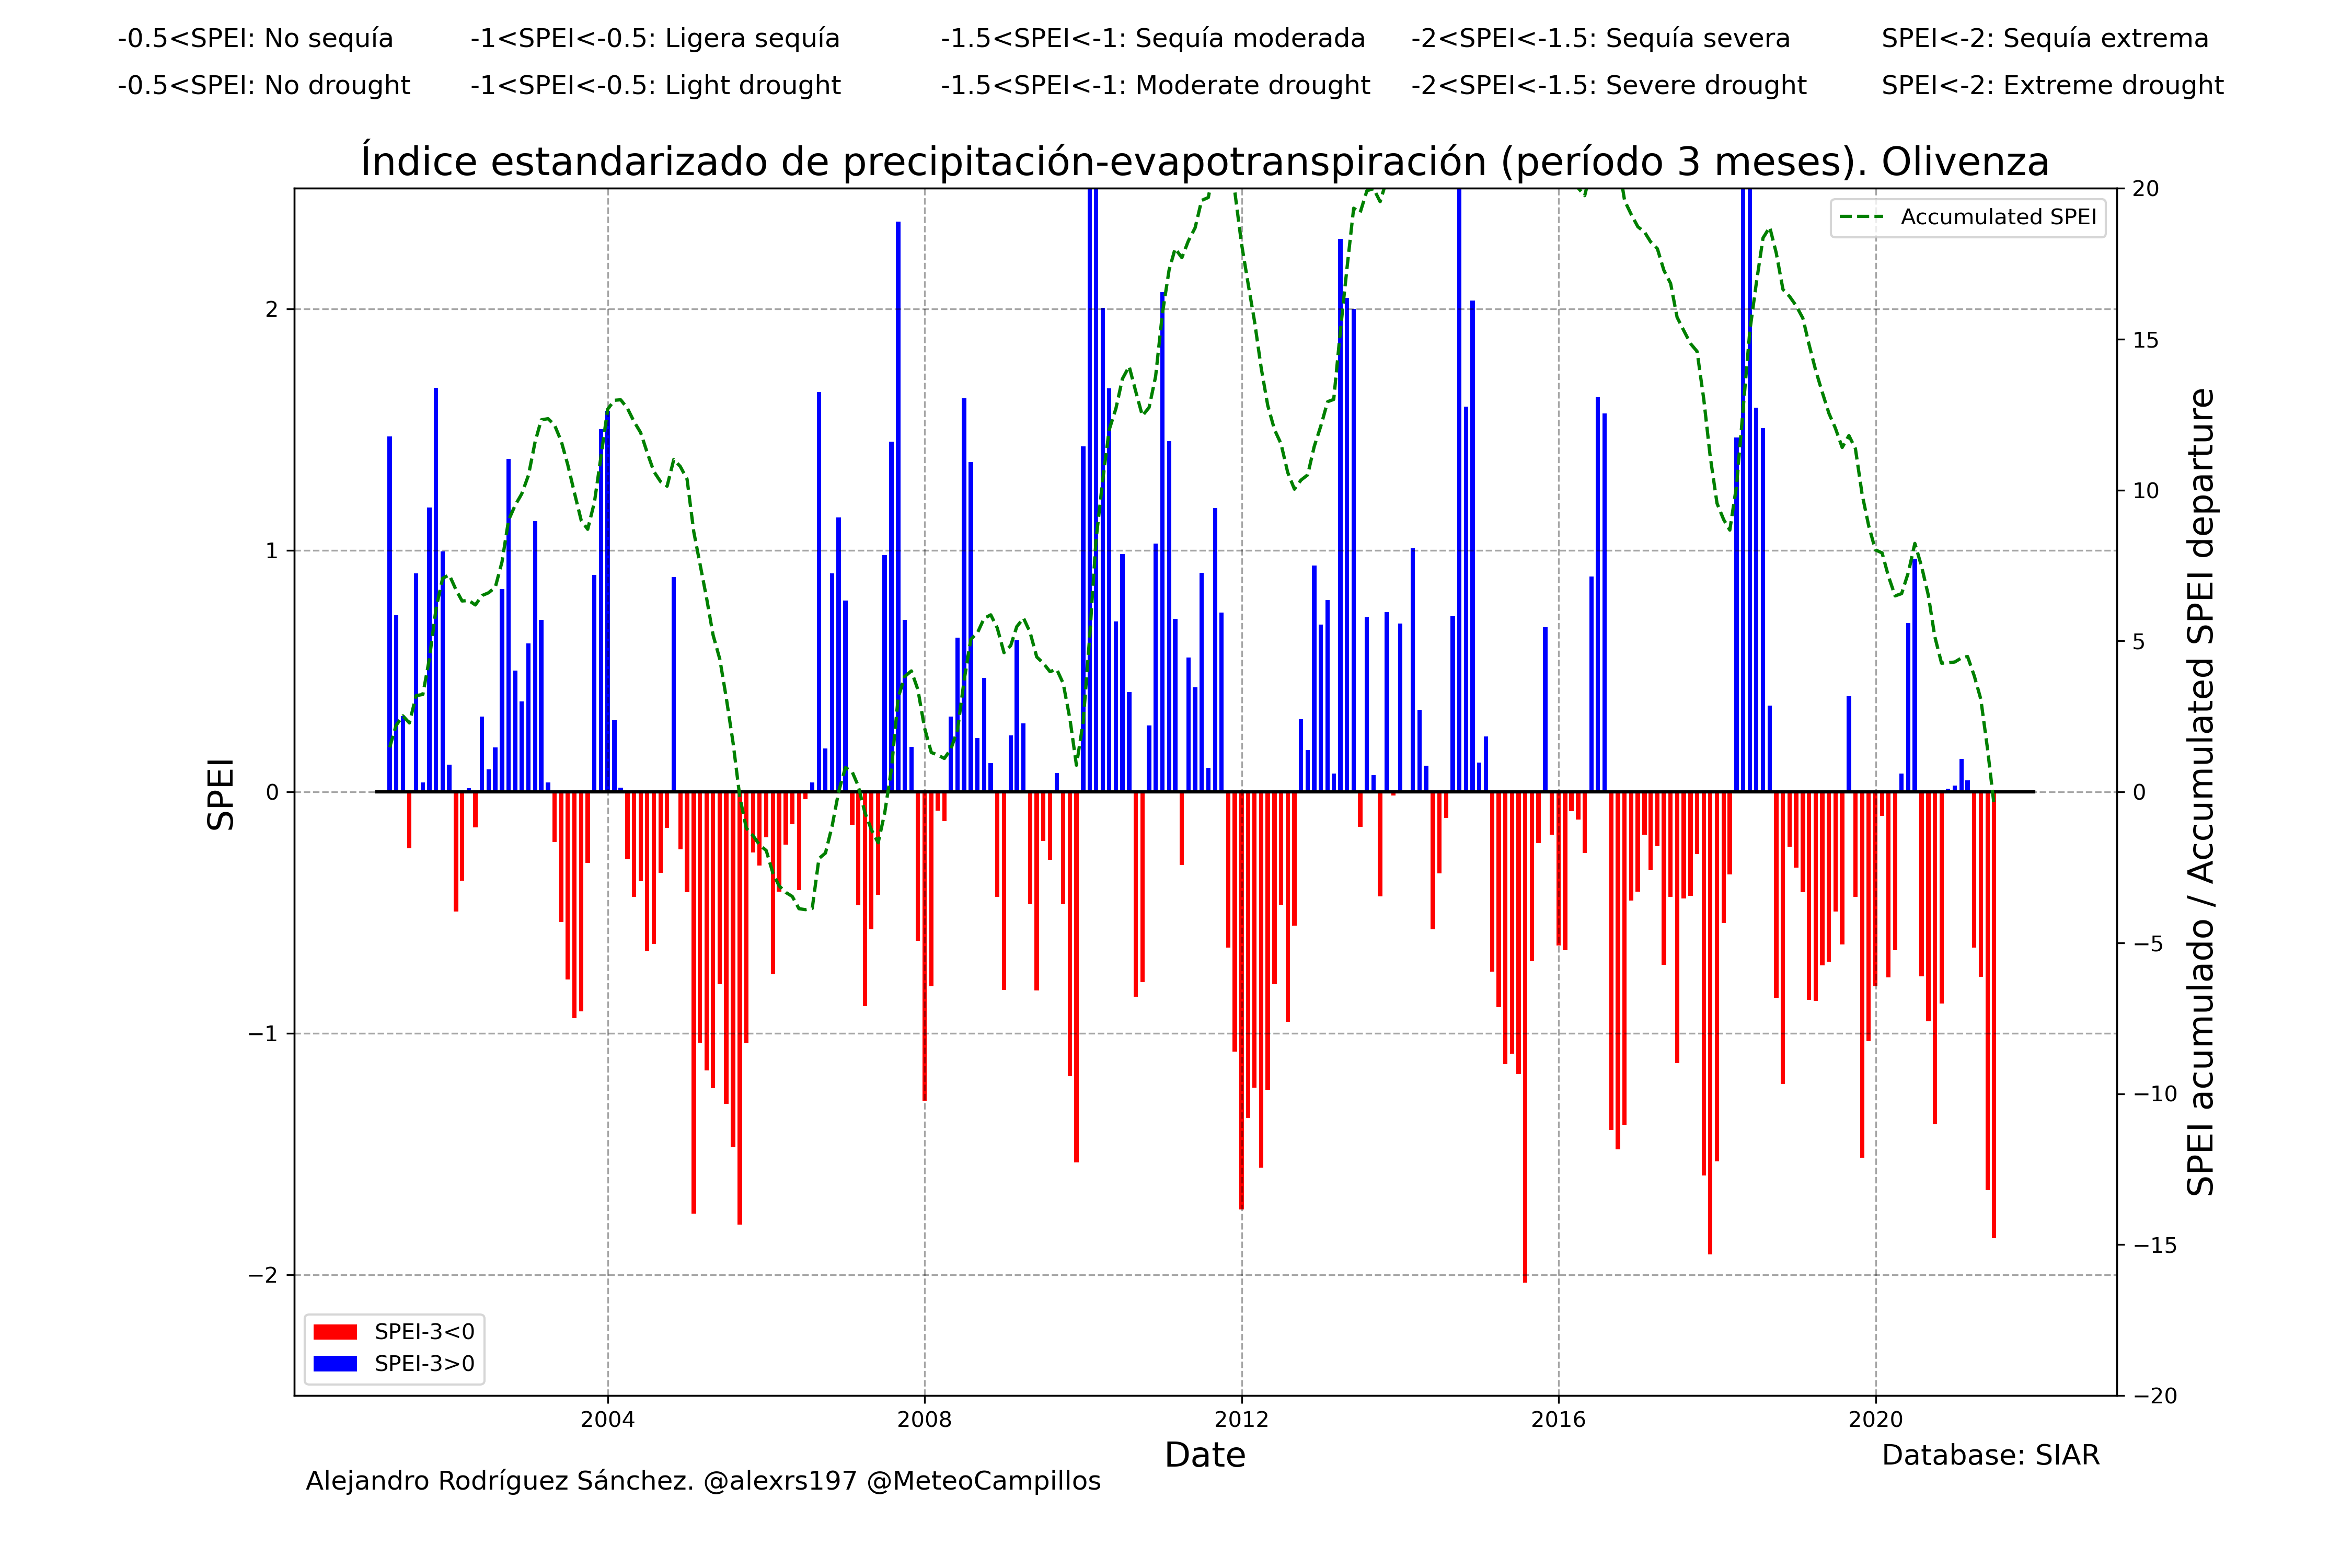 -0.5<SPEI: No sequía -1<SPEI<-0.5: Ligera sequía -1.5<SPEI<-1: Sequía moderada -2<SPEI<-1.5: Sequía severa SPEI<-2: Sequía extrema
-0.5<SPEI: No drought -1<SPEI<-0.5: Light drought -1.5<SPEI<-1: Moderate drought -2<SPEI<-1.5: Severe drought SPEI<-2: Extreme drought
Índice estandarizado de precipitación-evapotranspiración (período 3 meses). Olivenza
Accumulated SPEI
SPEI
2
1
0
−1
−2
20
15
10
5
0
−5
−10
−15
−20
SPEI acumulado / Accumulated SPEI departure
SPEI-3<0
SPEI-3>0
2004 2008 2012 2016 2020
Date
Database: SIAR
Alejandro Rodríguez Sánchez. @alexrs197 @MeteoCampillos